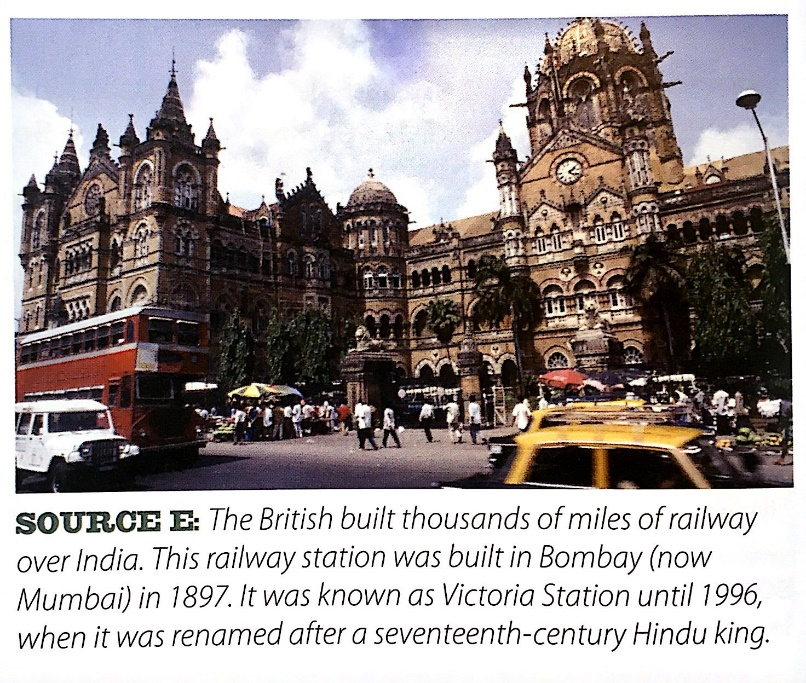 SOURCE E: The British built thousands of miles of railway
over India. This railway station was built in Bombay (now
Mumbai) in 1897. It was known as Victoria Station until 1996,
when it was renamed after a seventeenth-century Hindu king.